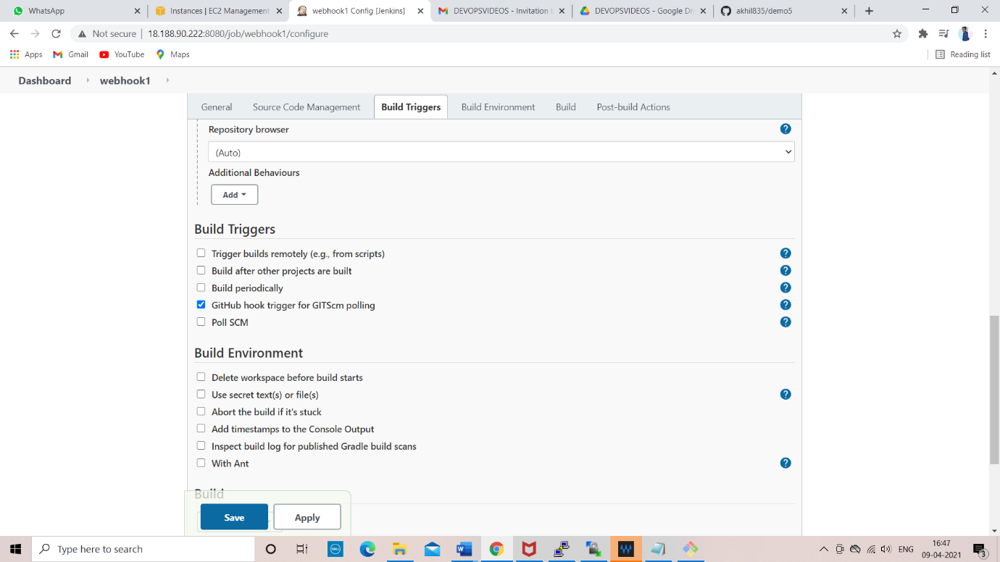 WhatsApp
Instances | EC2 Management
webhook1 Config [Jenkins]
DEVOPSVIDEOS - Invitation t
DEVOPSVIDEOS - Google Dri
akhil835/demo5
Not secure | 18.188.90.222:8080/job/webhook1/configure
Apps
Gmail
YouTube
Maps
Reading list
Dashboard
webhook1
General
Source Code Management
Build Triggers
Build Environment
Build
Post-build Actions
Repository browser
(Auto)
Additional Behaviours
Add
Build Triggers
Trigger builds remotely (e.g., from scripts)
Build after other projects are built
Build periodically
GitHub hook trigger for GITScm polling
Poll SCM
Build Environment
Delete workspace before build starts
Use secret text(s) or file(s)
Abort the build if it's stuck
Add timestamps to the Console Output
Inspect build log for published Gradle build scans
With Ant
Build
Save
Apply
Type here to search
DELL
ENG
16:47
09-04-2021
3